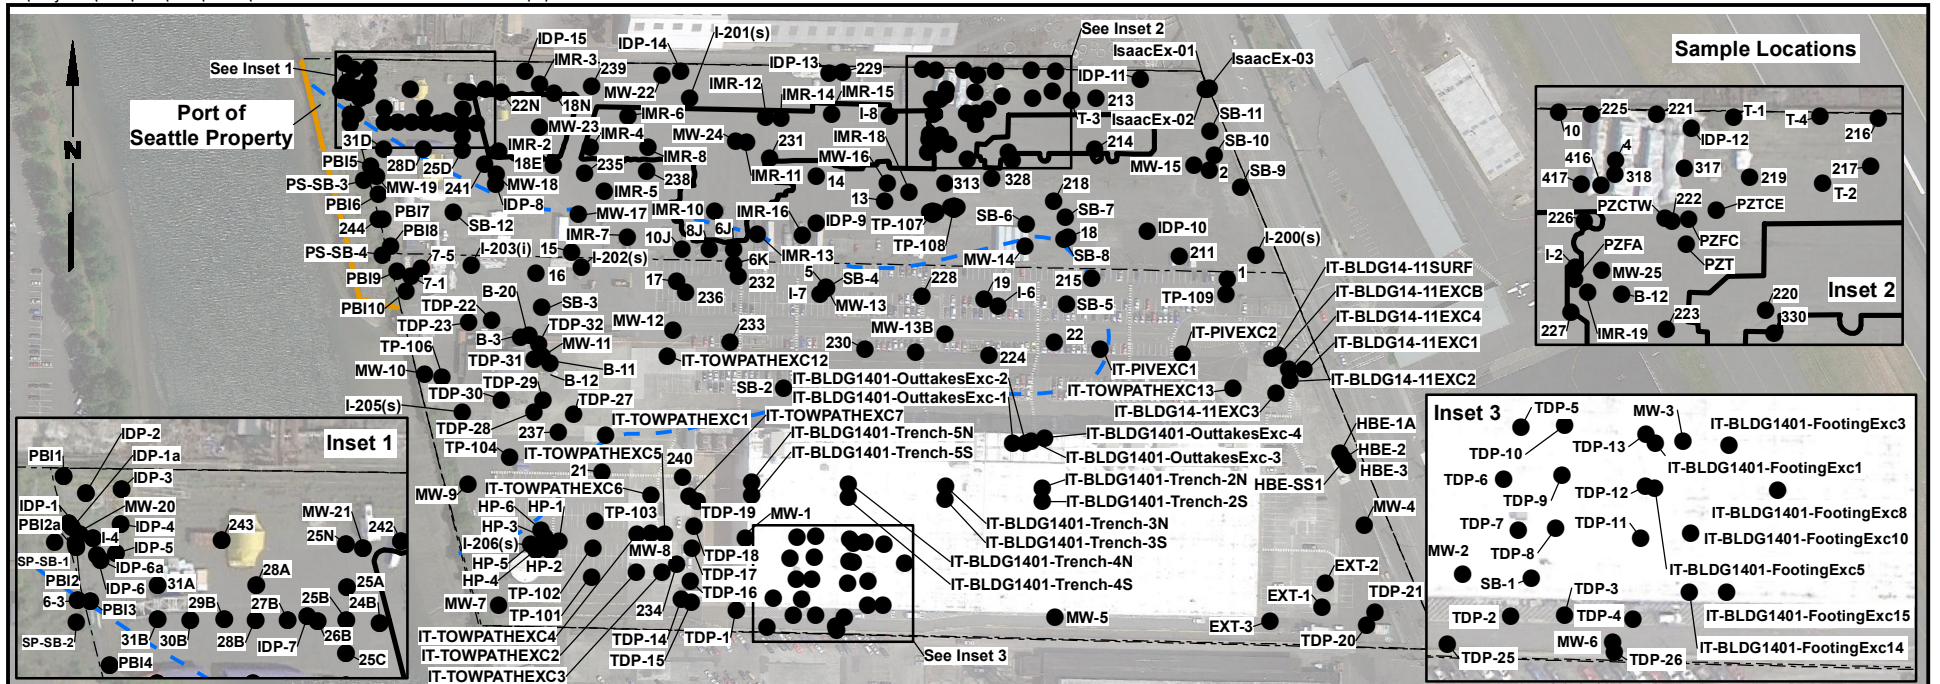 Sample Locations
See Inset 1
Port of
Seattle Property
N
IDP-15
IMR-3
239
IDP-14
MW-22
I-201(s)
IMR-12
IDP-13
229
IMR-14
IMR-15
I-8
See Inset 2
IsaacEx-01
IsaacEx-03
IDP-11
213
T-3
IsaacEx-02
SB-11
SB-10
214
MW-15
2
SB-9
22N
18N
MW-23
IMR-4
IMR-6
MW-24
231
IMR-18
MW-16
IMR-8
IMR-11
31D
28D
25D
IMR-2
18E
235
238
14
13
313
328
218
PBI5
PS-SB-3
MW-19
241
MW-18
IDP-8
IMR-5
PBI6
PBI7
SB-12
MW-17
IMR-10
IMR-16
IDP-9
TP-107
TP-108
SB-6
SB-7
18
IDP-10
244
PBI8
IMR-7
10J
8J
6J
MW-14
SB-8
211
I-200(s)
PS-SB-4
7-5
I-203(i)
15
I-202(s)
16
17
236
6K
232
IMR-13
5
SB-4
I-7
MW-13
228
19
I-6
215
SB-5
1
TP-109
PBI9
7-1
PBI10
B-20
SB-3
TDP-22
TDP-23
TDP-32
B-3
MW-11
TDP-31
B-11
B-12
MW-12
233
230
MW-13B
224
22
TP-106
MW-10
IT-TOWPATHEXC12
SB-2
IT-PIVEXC2
IT-PIVEXC1
IT-TOWPATHEXC13
IT-BLDG14-11SURF
IT-BLDG14-11EXCB
IT-BLDG14-11EXC4
IT-BLDG14-11EXC1
IT-BLDG14-11EXC2
IT-BLDG14-11EXC3
TDP-29
TDP-30
TDP-27
I-205(s)
TDP-28
237
TP-104
IT-BLDG1401-OuttakesExc-2
IT-BLDG1401-OuttakesExc-1
IT-BLDG1401-OuttakesExc-4
IT-BLDG1401-OuttakesExc-3
IT-TOWPATHEXC1
IT-TOWPATHEXC7
IT-BLDG1401-Trench-5N
IT-BLDG1401-Trench-5S
IT-TOWPATHEXC5
21
240
IT-TOWPATHEXC6
IT-BLDG1401-Trench-2N
IT-BLDG1401-Trench-2S
IT-BLDG1401-Trench-3N
IT-BLDG1401-Trench-3S
IT-BLDG1401-Trench-4N
IT-BLDG1401-Trench-4S
HBE-1A
HBE-2
HBE-3
HBE-SS1
MW-4
MW-9
HP-6
HP-1
HP-3
I-206(s)
HP-5
HP-4
HP-2
TP-103
TDP-19
MW-1
MW-8
TDP-18
TDP-17
TDP-16
MW-7
TP-102
TP-101
234
IT-TOWPATHEXC4
IT-TOWPATHEXC2
IT-TOWPATHEXC3
TDP-14
TDP-15
TDP-1
See Inset 3
MW-5
EXT-2
EXT-1
EXT-3
TDP-21
TDP-20
Inset 1
IDP-2
IDP-1a
PBI1
IDP-3
IDP-1
MW-20
PBI2a
I-4
IDP-4
IDP-5
SP-SB-1
IDP-6a
PBI2
IDP-6
6-3
PBI3
SP-SB-2
PBI4
243
MW-21
242
25N
31A
28A
25A
29B
27B
25B
24B
31B
30B
28B
IDP-7
26B
25C
Inset 2
10
225
221
T-1
T-4
216
IDP-12
416
4
417
318
317
219
217
T-2
PZCTW
222
PZTCE
226
I-2
PZFA
PZFC
PZT
MW-25
B-12
227
IMR-19
223
220
330
Inset 3
TDP-5
MW-3
IT-BLDG1401-FootingExc3
TDP-10
TDP-13
IT-BLDG1401-FootingExc1
TDP-6
TDP-9
TDP-12
IT-BLDG1401-FootingExc8
TDP-7
TDP-11
IT-BLDG1401-FootingExc10
MW-2
TDP-8
SB-1
IT-BLDG1401-FootingExc5
TDP-3
TDP-2
TDP-4
IT-BLDG1401-FootingExc15
MW-6
IT-BLDG1401-FootingExc14
TDP-25
TDP-26